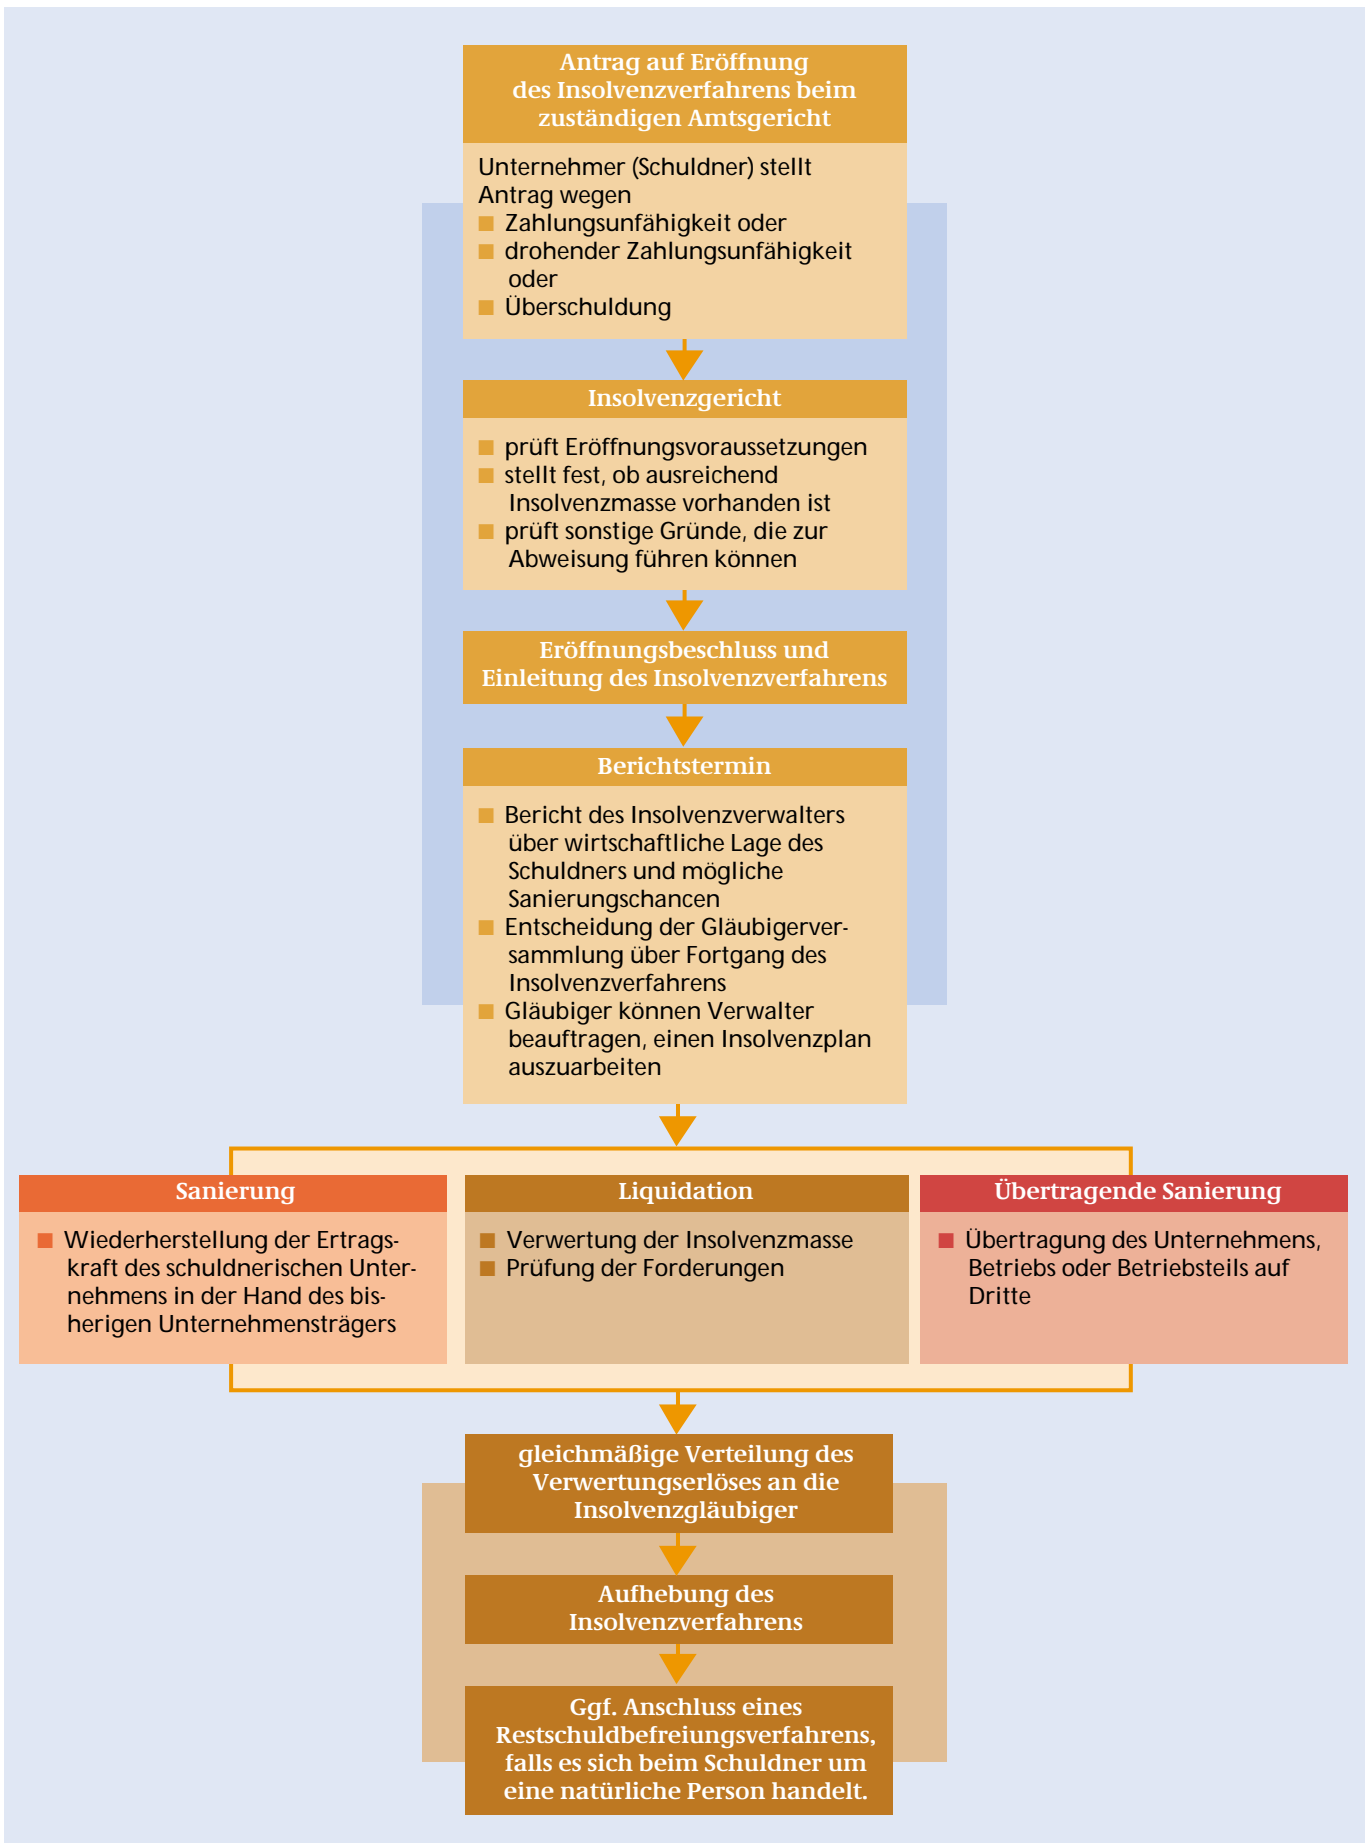 Antrag auf Eröffnung
des Insolvenzverfahrens beim
zuständigen Amtsgericht
Unternehmer (Schuldner) stellt
Antrag wegen
Zahlungsunfähigkeit oder
drohender Zahlungsunfähigkeit
oder
Überschuldung
Insolvenzgericht
prüft Eröffnungsvoraussetzungen
stellt fest, ob ausreichend
Insolvenzmasse vorhanden ist
prüft sonstige Gründe, die zur
Abweisung führen können
Eröffnungsbeschluss und
Einleitung des Insolvenzverfahrens
Berichtstermin
Bericht des Insolvenzverwalters
über wirtschaftliche Lage des
Schuldners und mögliche
Sanierungschancen
Entscheidung der Gläubigerver-
sammlung über Fortgang des
Insolvenzverfahrens
Gläubiger können Verwalter
beauftragen, einen Insolvenzplan
auszuarbeiten
Sanierung
Wiederherstellung der Ertrags-
kraft des schuldnerischen Unter-
nehmens in der Hand des bis-
herigen Unternehmensträgers
Liquidation
Verwertung der Insolvenzmasse
Prüfung der Forderungen
Übertragende Sanierung
Übertragung des Unternehmens,
Betriebs oder Betriebsteils auf
Dritte
gleichmäßige Verteilung des
Verwertungserlöses an die
Insolvenzgläubiger
Aufhebung des
Insolvenzverfahrens
Ggf. Anschluss eines
Restschuldbefreiungsverfahrens,
falls es sich beim Schuldner um
eine natürliche Person handelt.